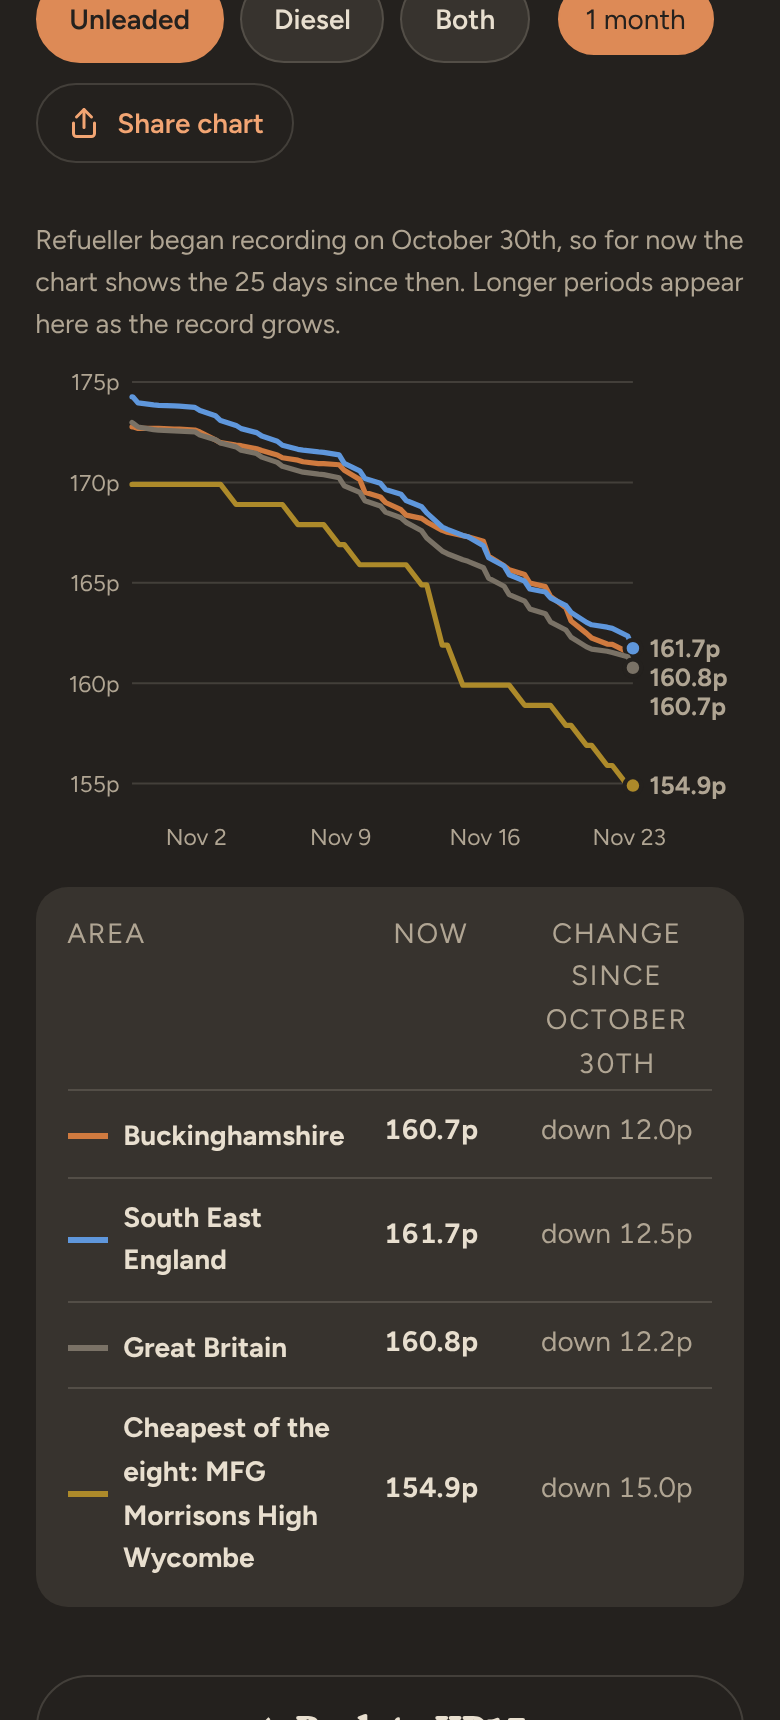 Unleaded Diesel Both 1 month
Share chart
Refueller began recording on October 30th, so for now the
chart shows the 25 days since then. Longer periods appear
here as the record grows.
175p
170p
165p
160p
155p
161.7p
160.8p
160.7p
154.9p
Nov 2 Nov 9 Nov 16 Nov 23
AREA NOW CHANGE
SINCE
OCTOBER
30TH
Buckinghamshire 160.7p down 12.0p
South East
England 161.7p down 12.5p
Great Britain 160.8p down 12.2p
Cheapest of the
eight: MFG
Morrisons High
Wycombe 154.9p down 15.0p